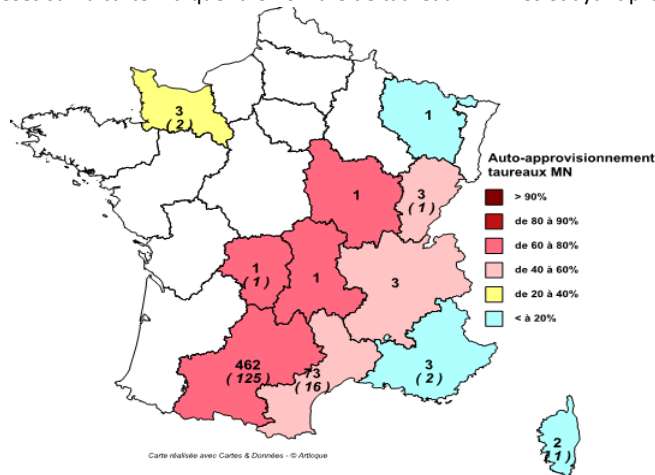 3
( 2 )
1
Auto-approvisionnement
taureaux MN
> 90%
de 80 à 90%
de 60 à 80%
de 40 à 60%
de 20 à 40%
< à 20%
1
3
( 1 )
1
( 1 )
1
3
462
( 125 )
73
( 16 )
3
( 2 )
2
( 1 )
Carte réalisée avec Cartes & Données - © Artique